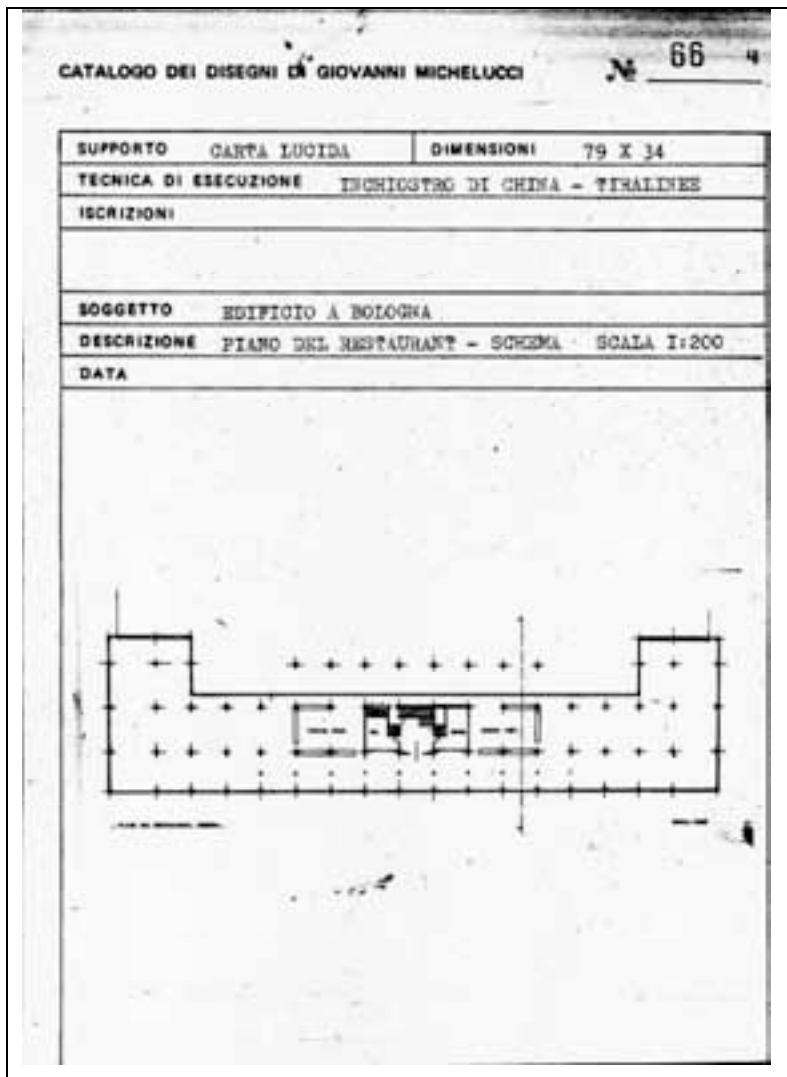 CATALOGO DEI DISEGNI DI GIOVANNI MICHELUCCI № 66 4
SUPPORTO CARTA LUCIDA DIMENSIONI 79 X 34
TECNICA DI ESECUZIONE INCHIOSTRO DI CHINA - TIRALINEE
ISCRIZIONI
SOGGETTO EDIFICIO A BOLOGNA
DESCRIZIONE PIANO DEL RESTAURANT - SCHEMA SCALA I:200
DATA